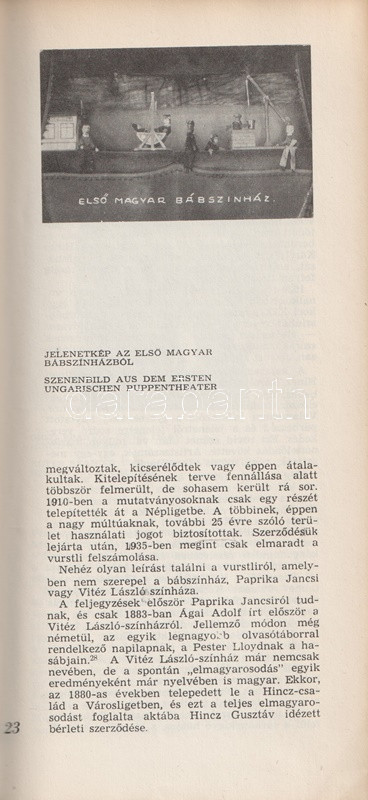 ELSŐ MAGYAR BÁBSZINHÁZ.
JELENETKÉP AZ ELSŐ MAGYAR
BÁBSZÍNHÁZBÓL
SZENENBILD AUS DEM ERSTEN
UNGARISCHEN PUPPENTHEATER
darabanth
megváltoztak, kicserélődtek vagy éppen átala-
kultak. Kitelepítésének terve fennállása alatt
többször felmerült, de sohasem került rá sor.
1910-ben a mutatványosoknak csak egy részét
telepítették át a Népligetbe. A többinek, éppen
a nagy múltúaknak, további 25 évre szóló terü-
let használati jogot biztosítottak. Szerződésük
lejárta után, 1935-ben megint csak elmaradt a
vurstli felszámolása.
Nehéz olyan leírást találni a vurstliról, amely-
ben nem szerepel a bábszínház, Paprika Jancsi
vagy Vitéz László színháza.
A feljegyzések először Paprika Jancsiról tud-
nak, és csak 1883-ban Ágai Adolf írt először a
Vitéz László-színházról. Jellemző módon még
németül, az egyik legnagyobb olvasótáborral
rendelkező napilapnak, a Pester Lloydnak a ha-
sábjain.28 A Vitéz László-színház már nemcsak
nevében, de a spontán „elmagyarosodás" egyik
eredményeként már nyelvében is magyar. Ekkor,
az 1880-as években telepedett le a Hincz-csa-
lád a Városligetben, és ezt a teljes elmagyaro-
sodást foglalta aktába Hincz Gusztáv idézett
bérleti szerződése.
23